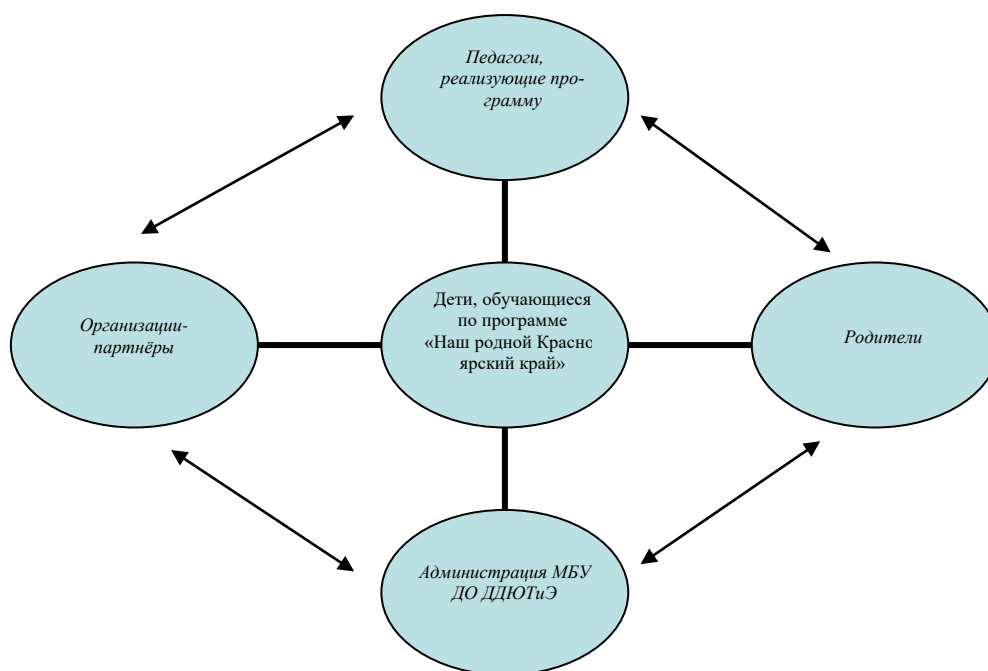 Педагоги,
реализующие про-
грамму
Организации-
партнёры
Дети, обучающиеся
по программе
«Наш родной Красно
ярский край»
Родители
Администрация МБУ
ДО ДДЮТиЭ